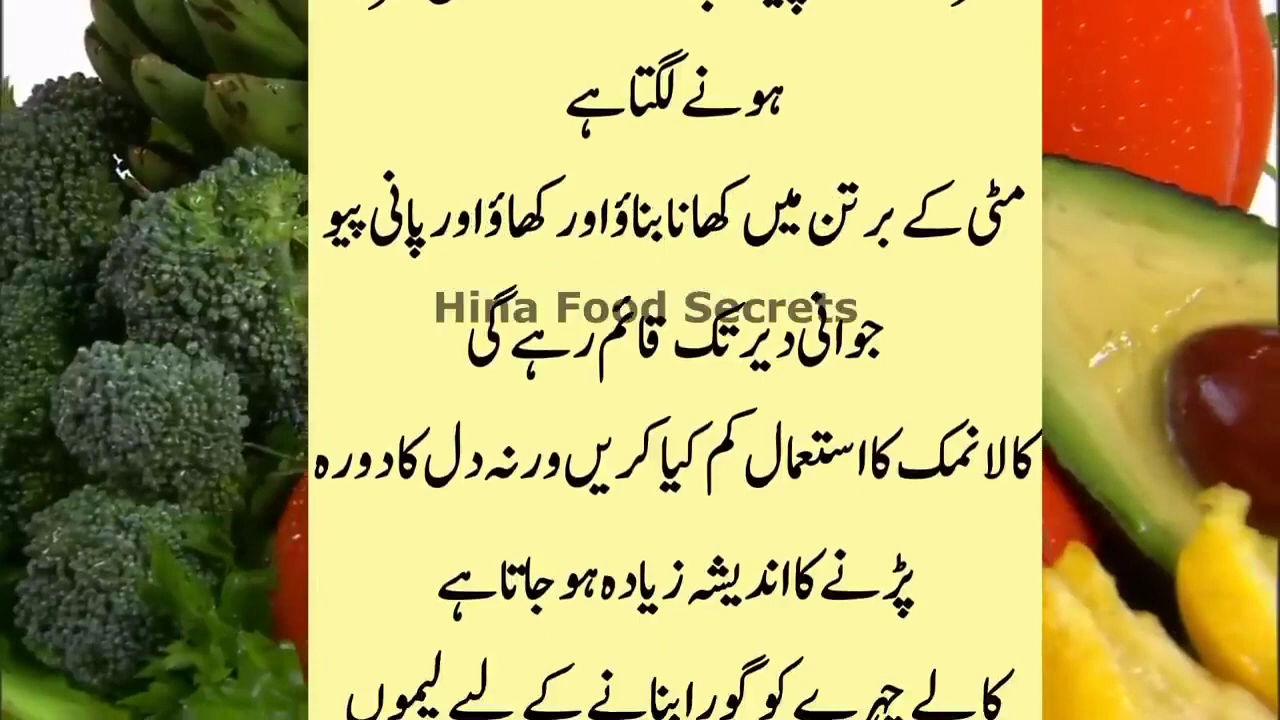 ہونے لگتا ہے
مٹی کے برتن میں کھانا بناؤ اور کھاؤ اور پانی پیو
Hina Food Secrets
جوانی دیر تک قائم رہے گی
کالا نمک کا استعمال کم کیا کریں ورنہ دل کا دورہ
پڑنے کا اندیشہ زیادہ ہو جاتا ہے
کالے چہرے کو گورا بنانے کے لیے لیموں